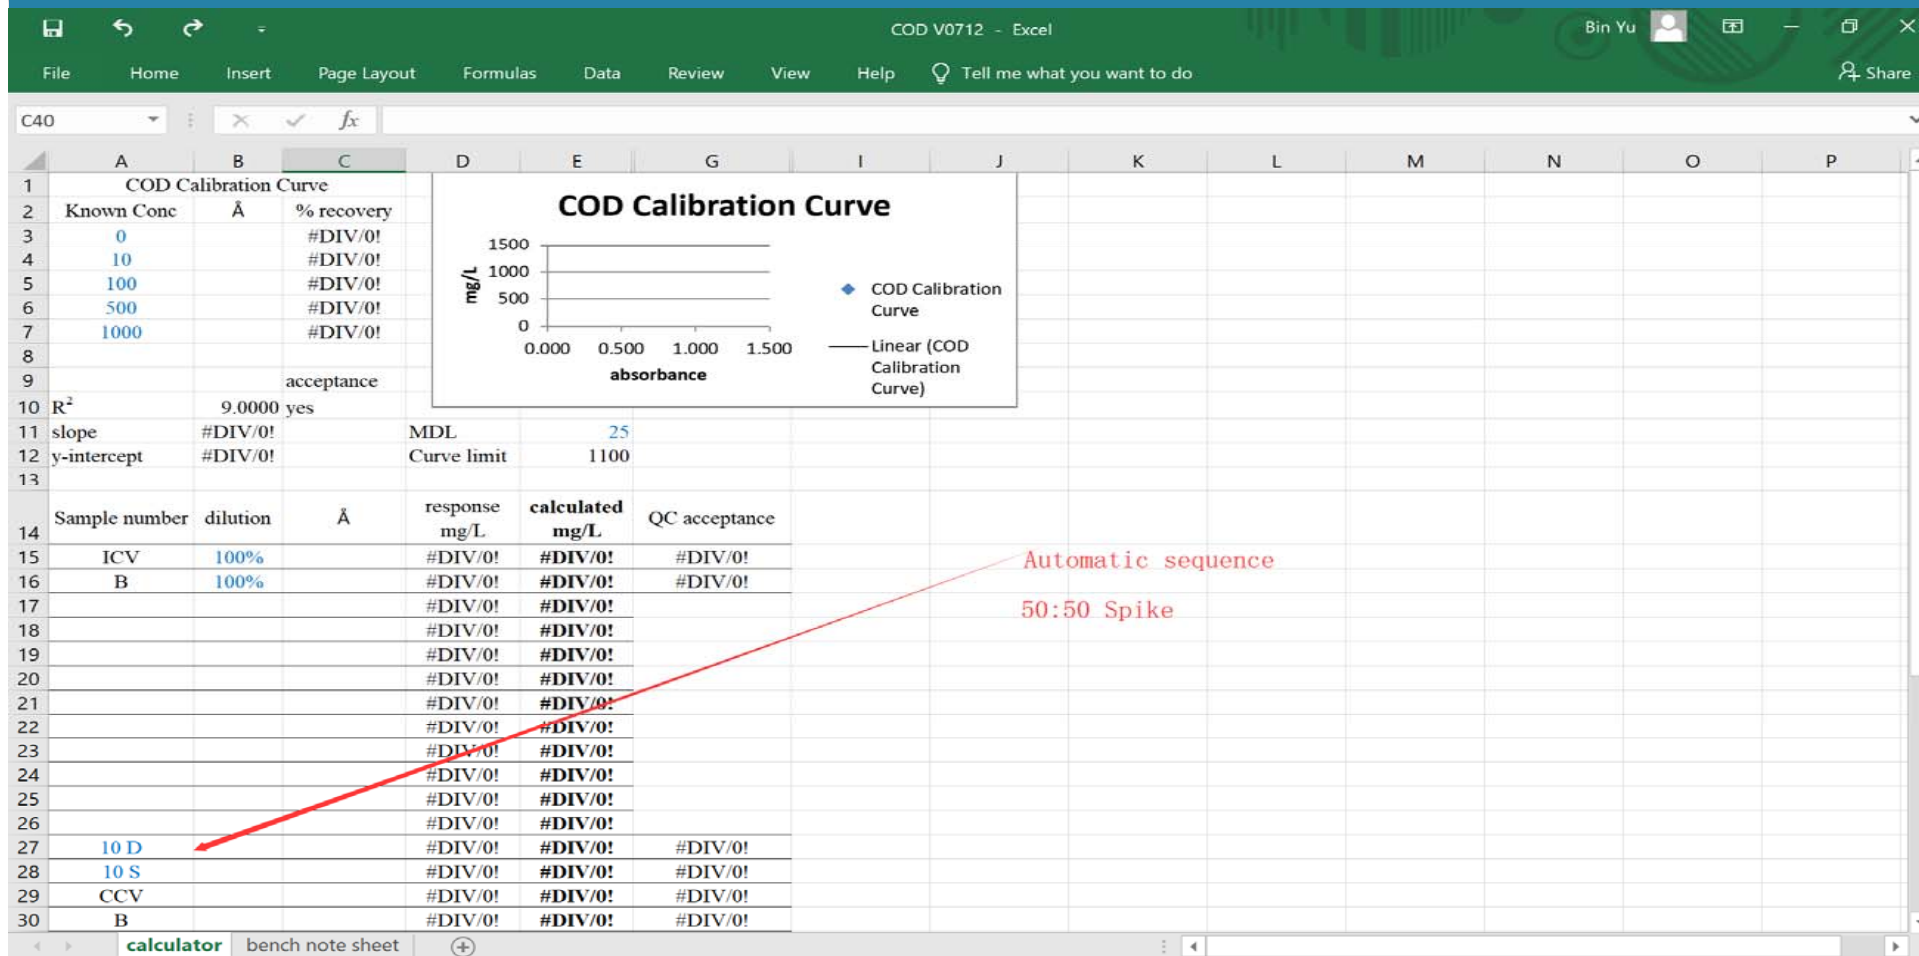 COD V0712 - Excel
Bin Yu
File Home Insert Page Layout Formulas Data Review View Help Tell me what you want to do Share
C40 fx
A B C D E G I J K L M N O P
1 COD Calibration Curve
2 Known Conc Å % recovery
3 0 #DIV/0!
4 10 #DIV/0!
5 100 #DIV/0!
6 500 #DIV/0!
7 1000 #DIV/0!
8
9 acceptance
10 R² 9.0000 yes
11 slope #DIV/0! MDL 25
12 y-intercept #DIV/0! Curve limit 1100
13
COD Calibration Curve
1500
1000
500
0
mg/L
0.000 0.500 1.000 1.500
absorbance
COD Calibration
Curve
Linear (COD
Calibration
Curve)
14 Sample number dilution Å response mg/L calculated mg/L QC acceptance
15 ICV 100% #DIV/0! #DIV/0! #DIV/0!
16 B 100% #DIV/0! #DIV/0! #DIV/0!
17 #DIV/0! #DIV/0!
18 #DIV/0! #DIV/0!
19 #DIV/0! #DIV/0!
20 #DIV/0! #DIV/0!
21 #DIV/0! #DIV/0!
22 #DIV/0! #DIV/0!
23 #DIV/0! #DIV/0!
24 #DIV/0! #DIV/0!
25 #DIV/0! #DIV/0!
26 #DIV/0! #DIV/0!
27 10 D #DIV/0! #DIV/0! #DIV/0!
28 10 S #DIV/0! #DIV/0! #DIV/0!
29 CCV #DIV/0! #DIV/0! #DIV/0!
30 B #DIV/0! #DIV/0! #DIV/0!
Automatic sequence
50:50 Spike
calculator bench note sheet